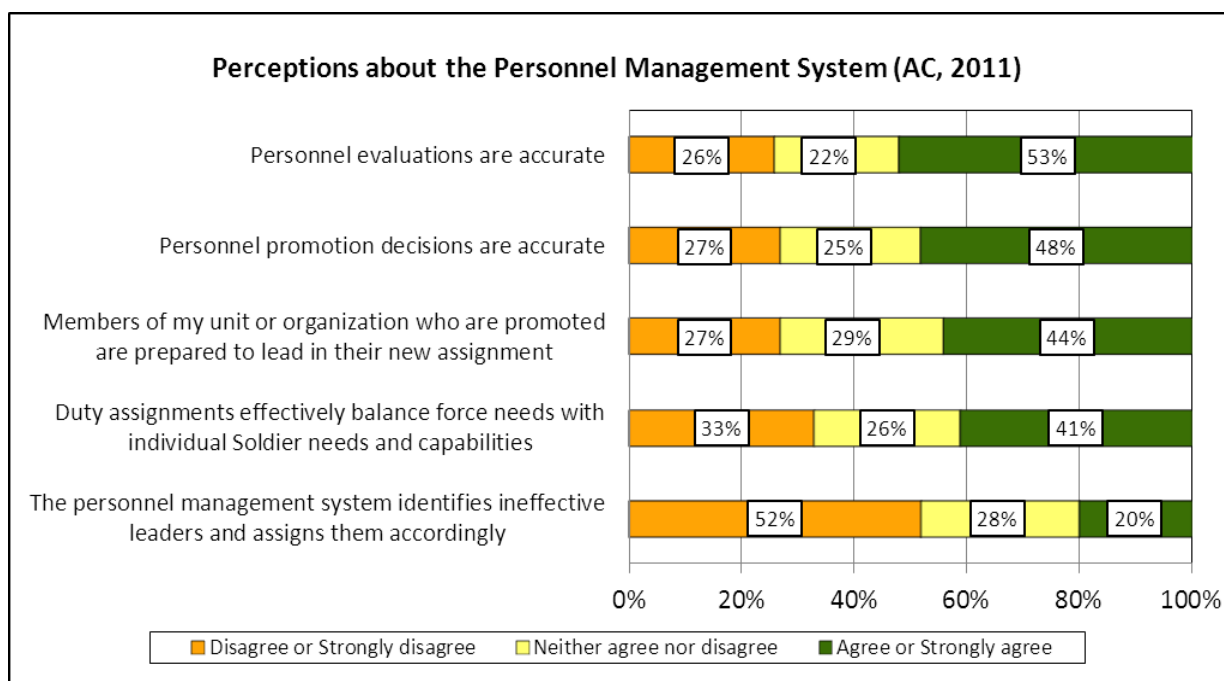 Perceptions about the Personnel Management System (AC, 2011)
Personnel evaluations are accurate
26% 22% 53%
Personnel promotion decisions are accurate
27% 25% 48%
Members of my unit or organization who are promoted
are prepared to lead in their new assignment
27% 29% 44%
Duty assignments effectively balance force needs with
individual Soldier needs and capabilities
33% 26% 41%
The personnel management system identifies ineffective
leaders and assigns them accordingly
52% 28% 20%
0% 20% 40% 60% 80% 100%
Disagree or Strongly disagree Neither agree nor disagree Agree or Strongly agree